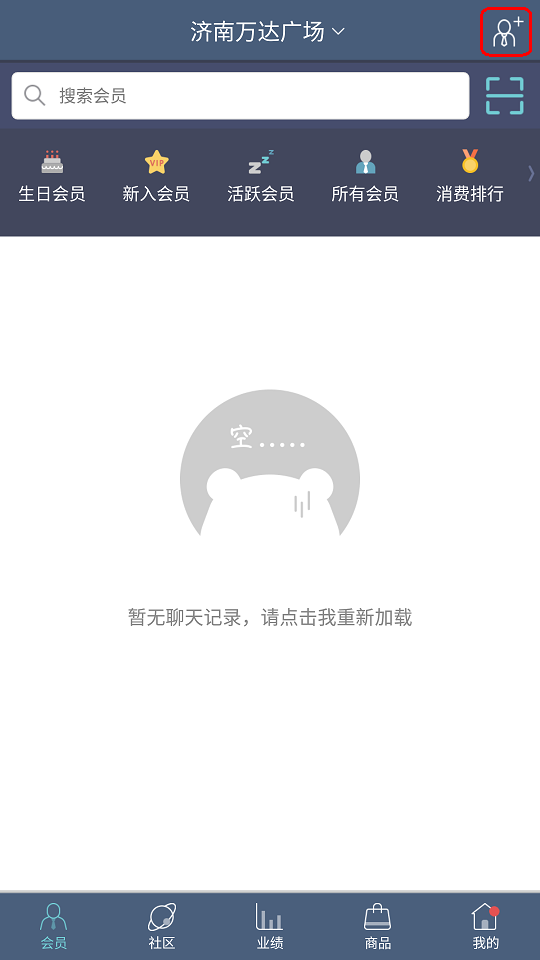 济南万达广场
搜索会员
VIP
生日会员 新入会员 活跃会员 所有会员 消费排行
空.....
暂无聊天记录，请点击我重新加载
会员 社区 业绩 商品 我的